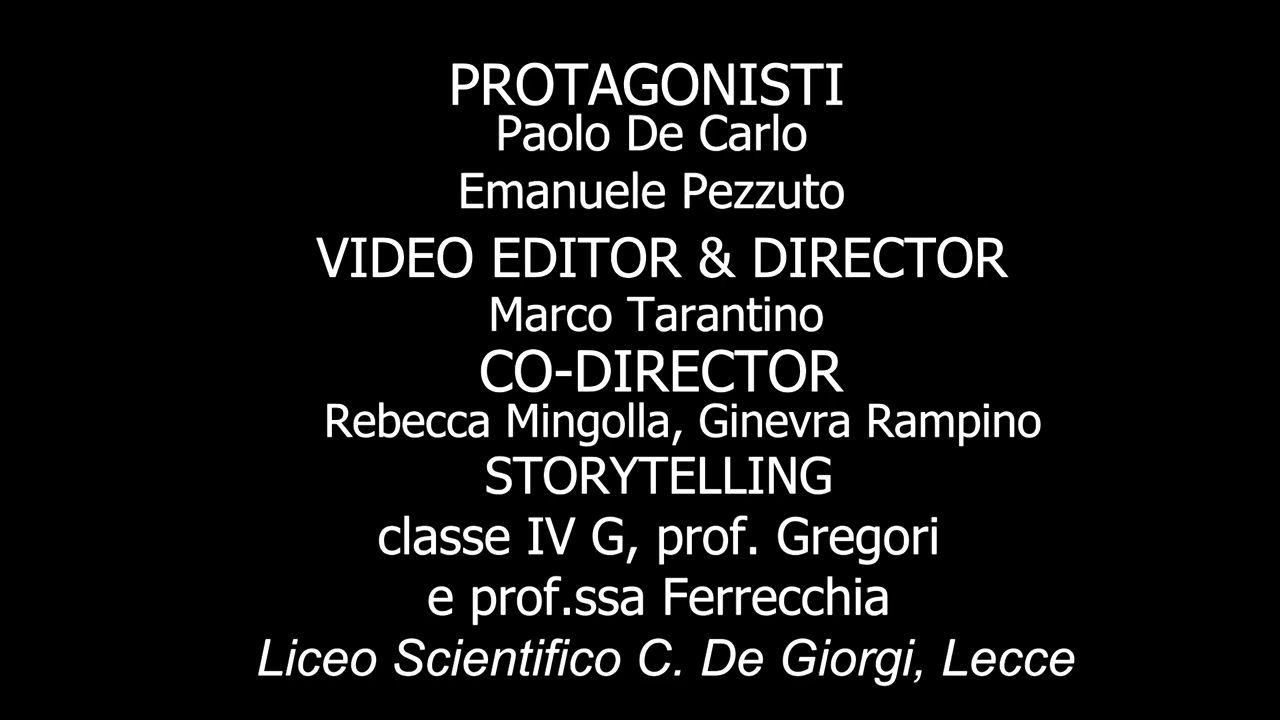 PROTAGONISTI
Paolo De Carlo
Emanuele Pezzuto
VIDEO EDITOR & DIRECTOR
Marco Tarantino
CO-DIRECTOR
Rebecca Mingolla, Ginevra Rampino
STORYTELLING
classe IV G, prof. Gregori
e prof.ssa Ferrecchia
Liceo Scientifico C. De Giorgi, Lecce